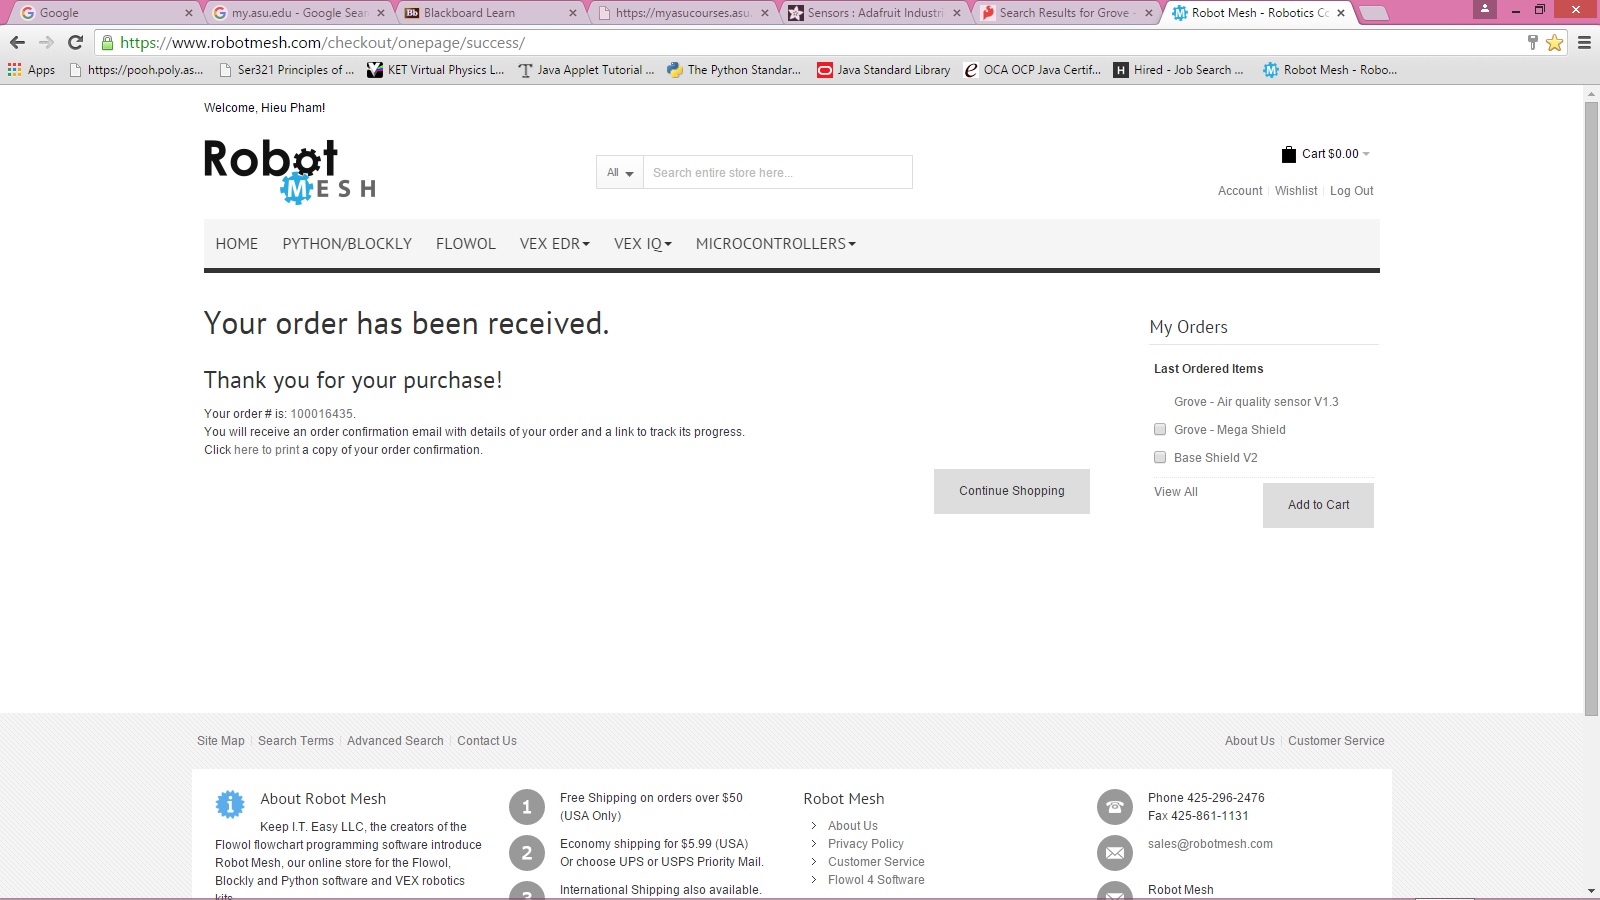 Google
my.asu.edu - Google Sear
Blackboard Learn
https://myasucourses.asu.
Sensors : Adafruit Industri
Search Results for Grove -
Robot Mesh - Robotics Co
https://www.robotmesh.com/checkout/onepage/success/
Apps
https://pooh.poly.as...
Ser321 Principles of ...
KET Virtual Physics L...
Java Applet Tutorial ...
The Python Standar...
Java Standard Library
OCA OCP Java Certif...
Hired - Job Search ...
Robot Mesh - Robo...
Welcome, Hieu Pham!
Robot
MESH
All
Search entire store here...
Cart $0.00
Account
Wishlist
Log Out
HOME
PYTHON/BLOCKLY
FLOWOL
VEX EDR
VEX IQ
MICROCONTROLLERS
Your order has been received.
Thank you for your purchase!
Your order # is: 100016435.
You will receive an order confirmation email with details of your order and a link to track its progress.
Click here to print a copy of your order confirmation.
Continue Shopping
My Orders
Last Ordered Items
Grove - Air quality sensor V1.3
Grove - Mega Shield
Base Shield V2
View All
Add to Cart
Site Map
Search Terms
Advanced Search
Contact Us
About Us
Customer Service
About Robot Mesh
Keep I.T. Easy LLC, the creators of the
Flowol flowchart programming software introduce
Robot Mesh, our online store for the Flowol,
Blockly and Python software and VEX robotics
kits.
1
Free Shipping on orders over $50
(USA Only)
2
Economy shipping for $5.99 (USA)
Or choose UPS or USPS Priority Mail.
3
International Shipping also available.
Robot Mesh
About Us
Privacy Policy
Customer Service
Flowol 4 Software
Phone 425-296-2476
Fax 425-861-1131
sales@robotmesh.com
Robot Mesh